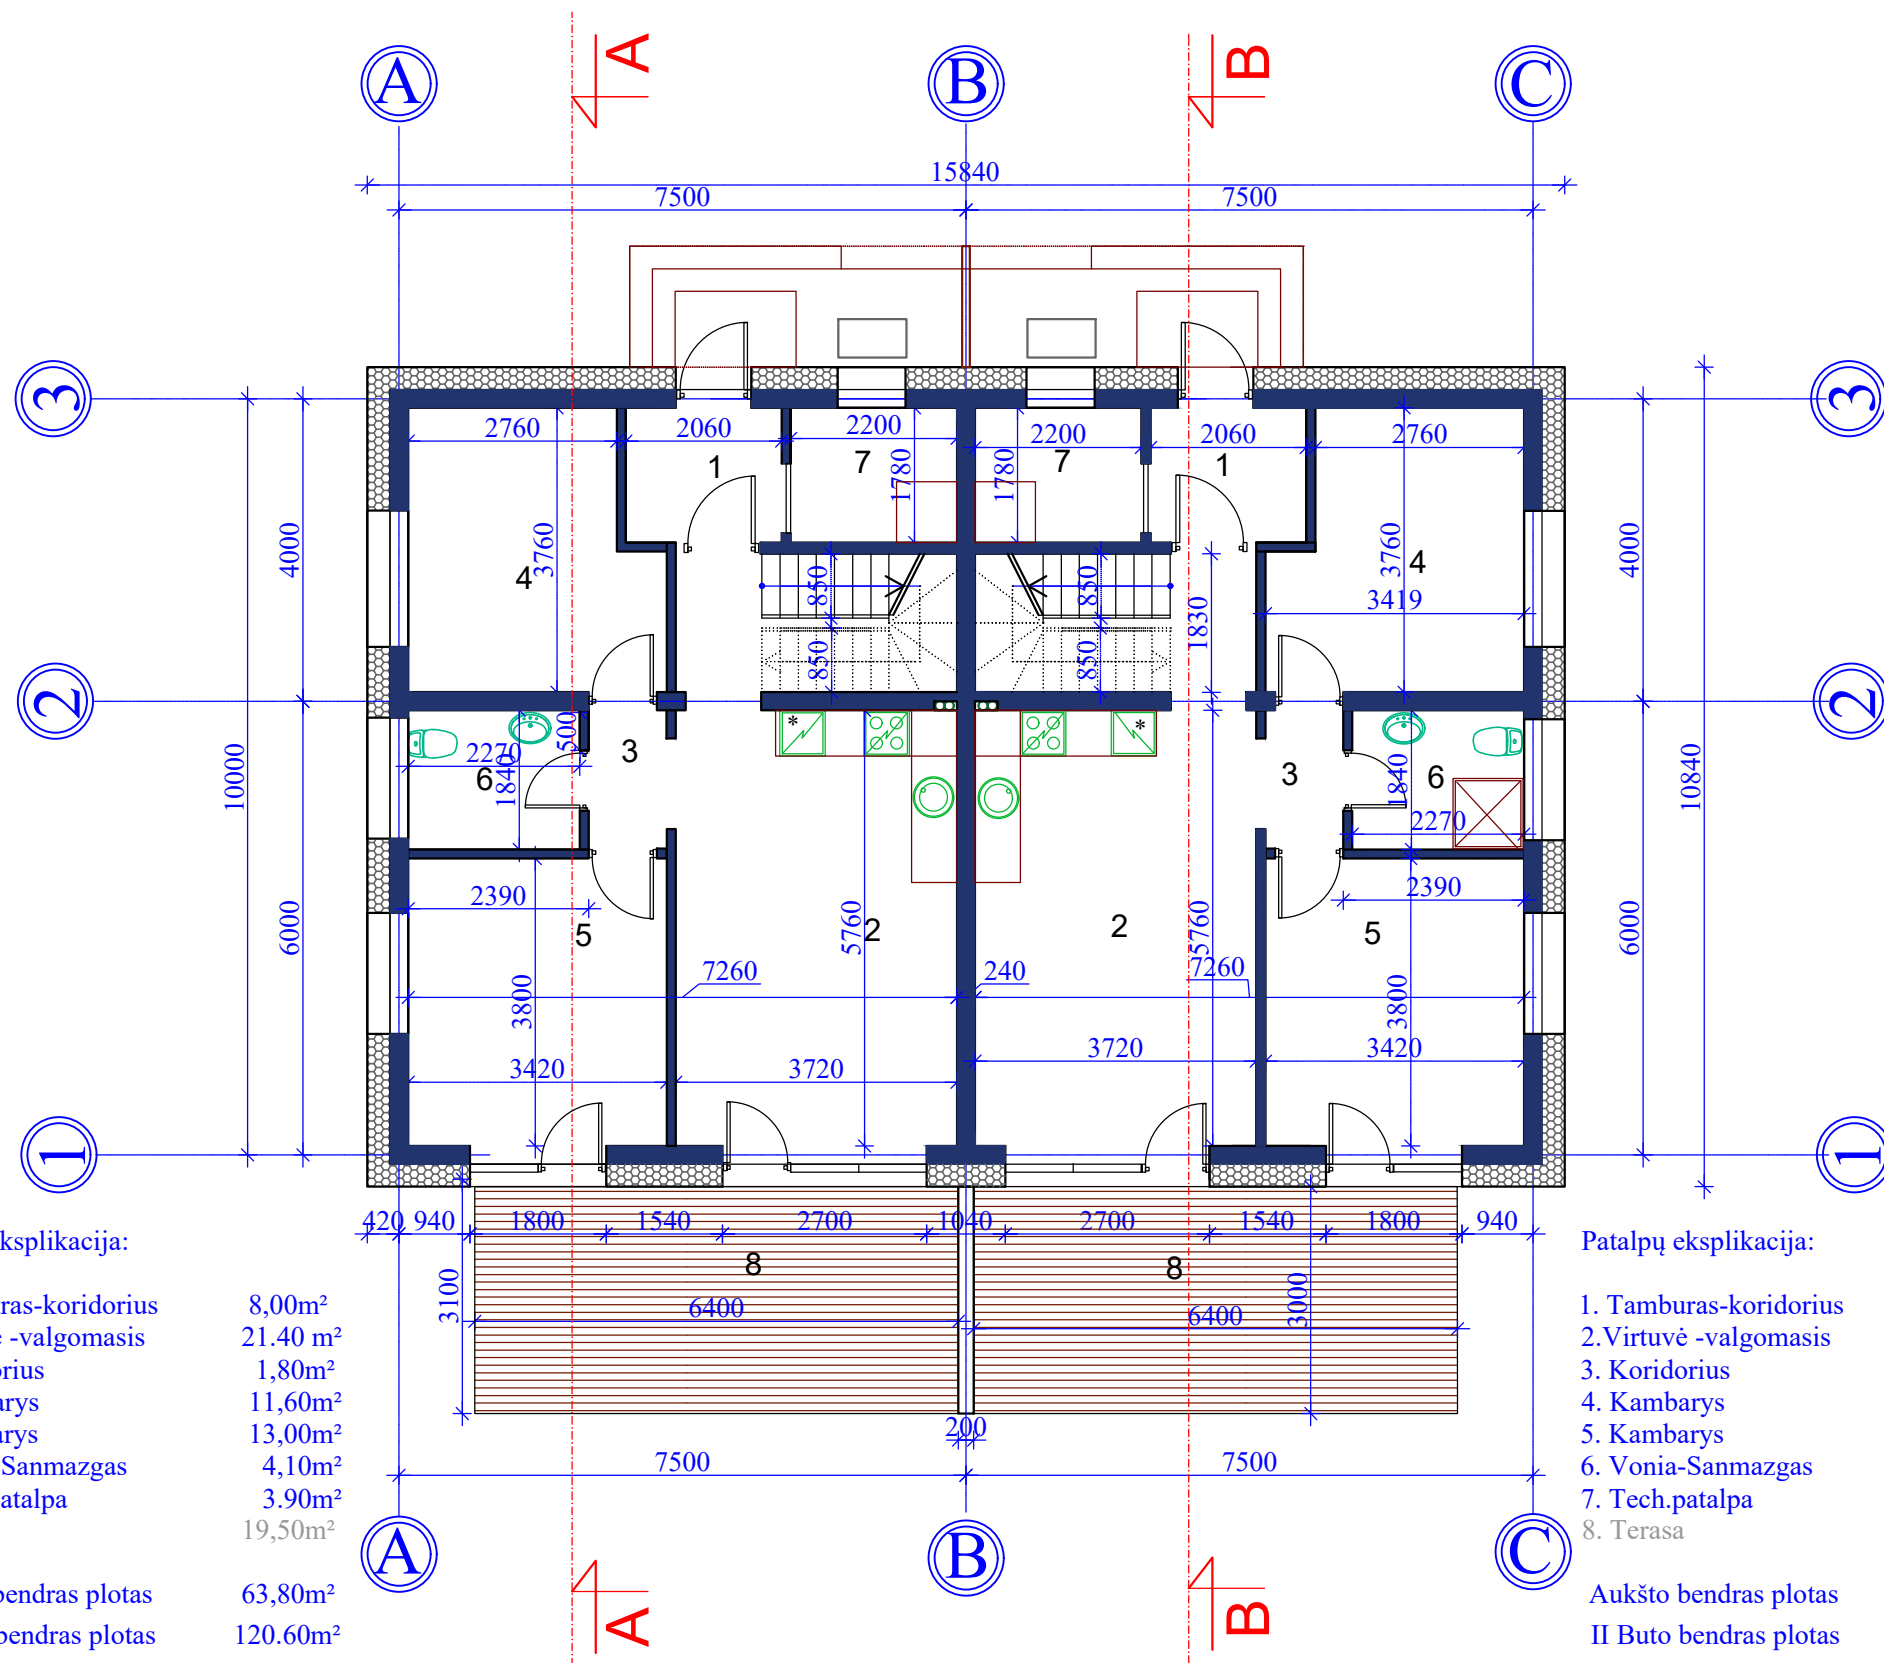 A
B
A
B
C
15840
7500
7500
3
3
2760
2060
2200
2200
2060
2760
1
7
7
1
1780
1780
4000
3760
4
850
850
1830
3760
4
3419
4000
850
850
2
2
500
2270
1840
6
3
*
*
3
6
1840
2270
10000
10840
6000
2390
5
5760
2
2
5760
2390
5
6000
7260
240
7260
3800
3800
3420
3720
3720
3420
1
1
420
940
1800
1540
2700
1040
2700
1540
1800
940
8
8
3100
6400
6400
3000
200
7500
7500
A
B
C
A
B
ksplikacija:
ras-koridorius 8,00m²
ė -valgomasis 21.40 m²
rius 1,80m²
arys 11,60m²
arys 13,00m²
Sanmazgas 4,10m²
atalpa 3.90m²
19,50m²
bendras plotas 63,80m²
bendras plotas 120.60m²
Patalpų eksplikacija:
1. Tamburas-koridorius
2.Virtuvė -valgomasis
3. Koridorius
4. Kambarys
5. Kambarys
6. Vonia-Sanmazgas
7. Tech.patalpa
8. Terasa
Aukšto bendras plotas
II Buto bendras plotas